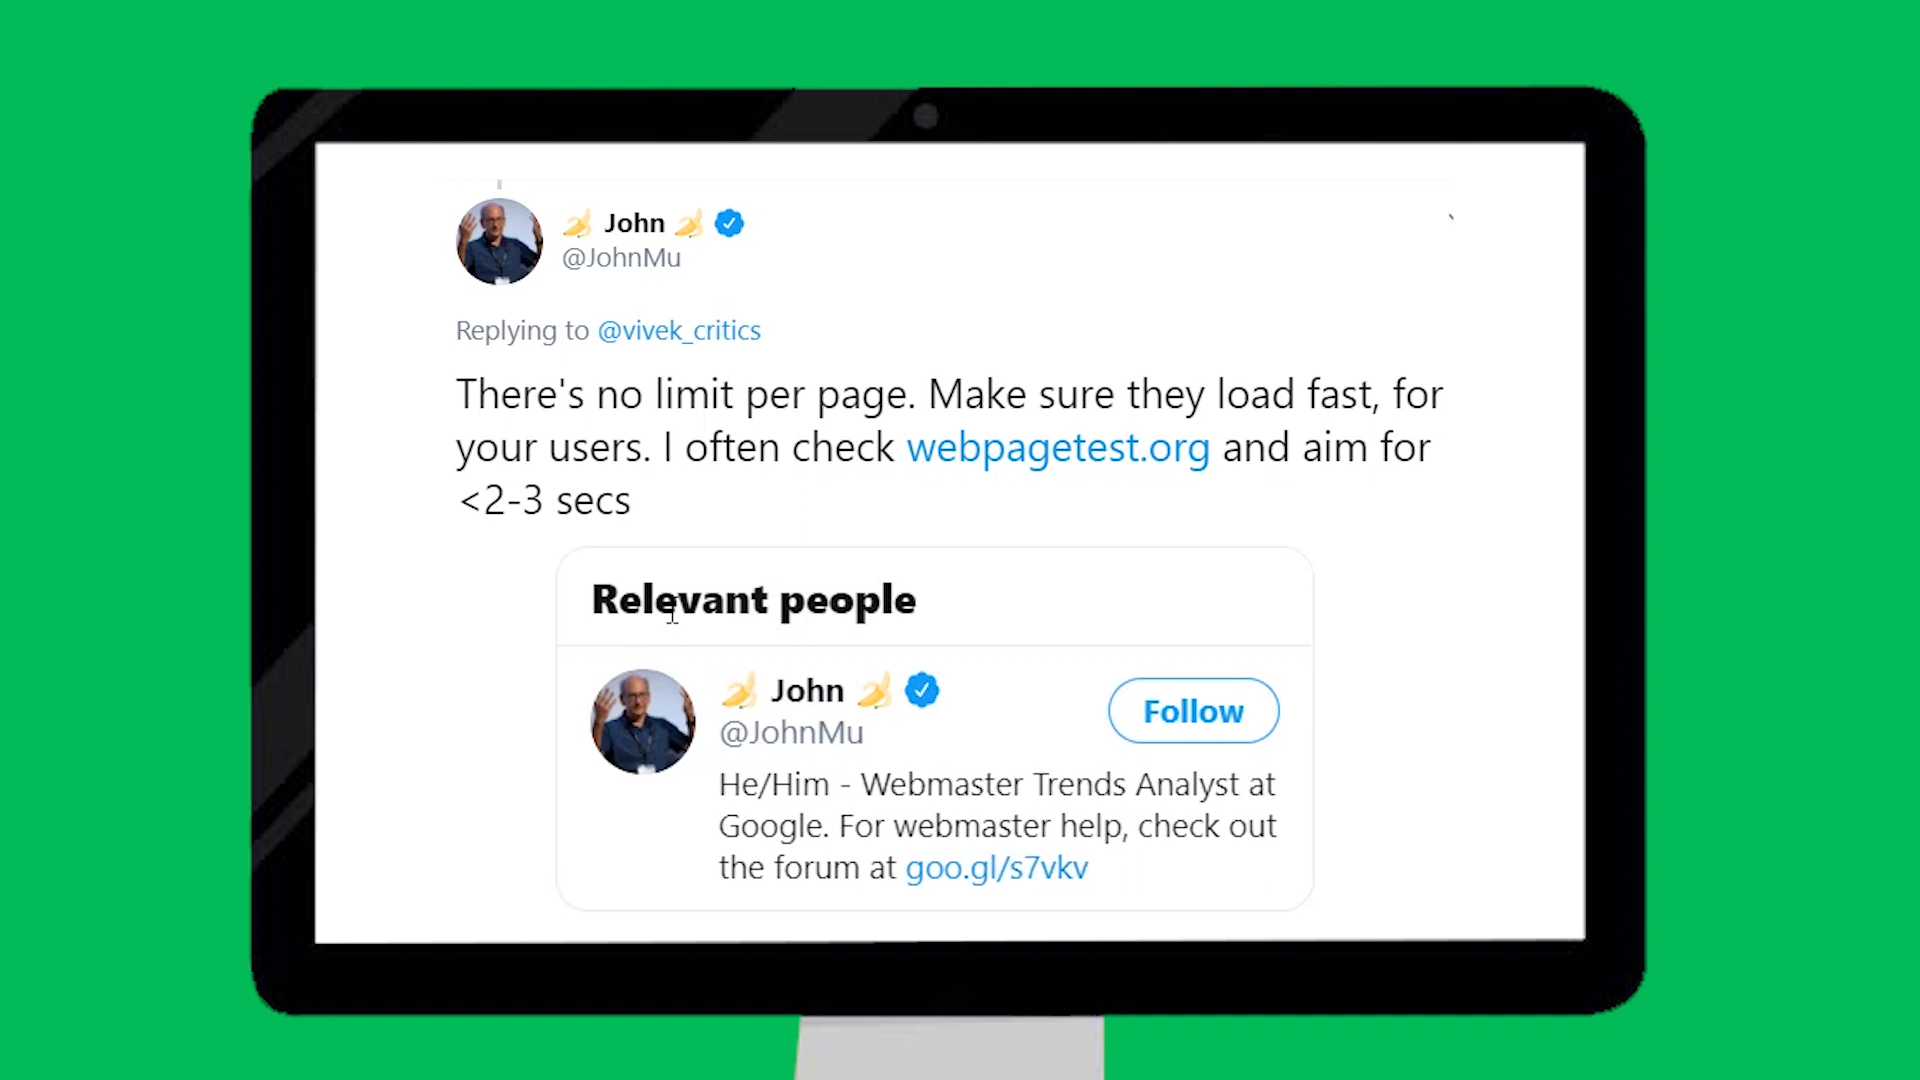 🍌 John 🍌
@JohnMu
Replying to @vivek_critics
There's no limit per page. Make sure they load fast, for
your users. I often check webpagetest.org and aim for
<2-3 secs
Relevant people
🍌 John 🍌
Follow
@JohnMu
He/Him - Webmaster Trends Analyst at
Google. For webmaster help, check out
the forum at goo.gl/s7vkv